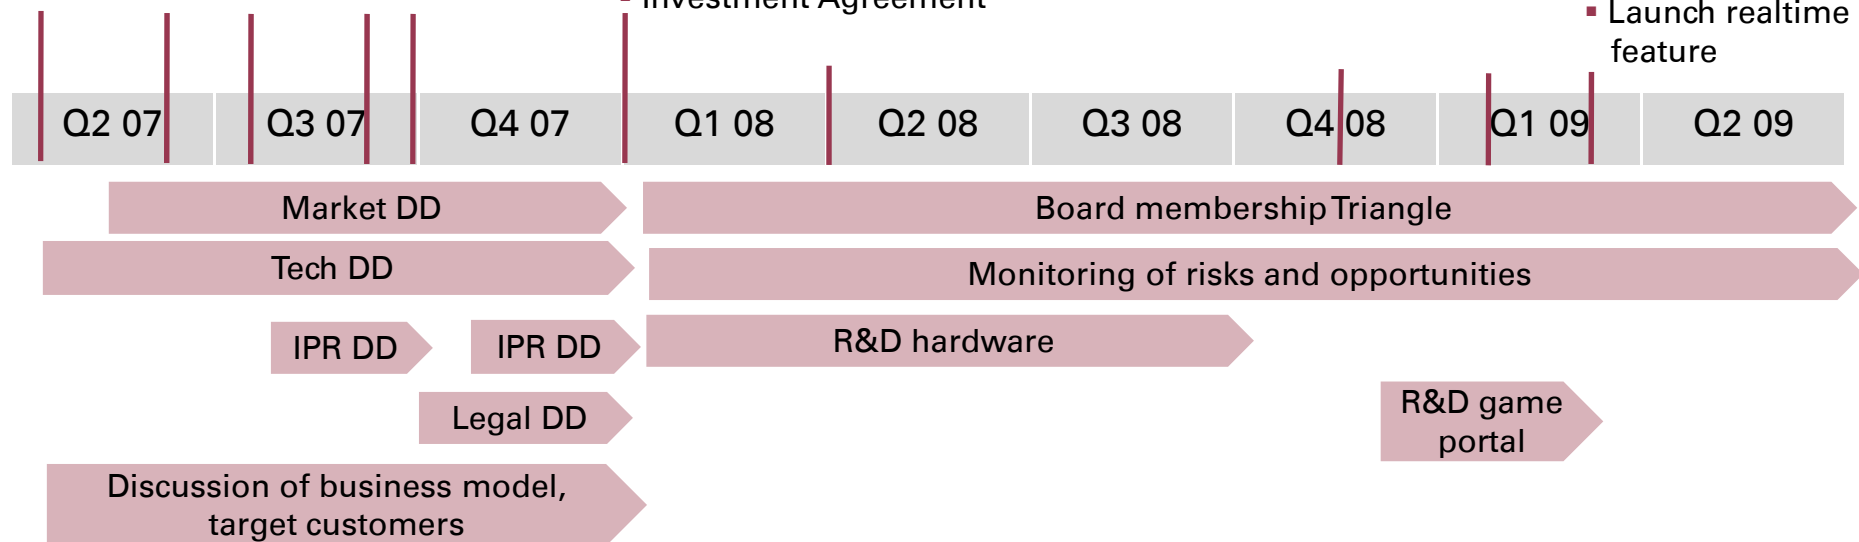 ▪ Investment Agreement
▪ Launch realtime
feature
Q2 07 Q3 07 Q4 07 Q1 08 Q2 08 Q3 08 Q4 08 Q1 09 Q2 09
Market DD
Board membership Triangle
Tech DD
Monitoring of risks and opportunities
IPR DD
IPR DD
R&D hardware
Legal DD
R&D game
portal
Discussion of business model,
target customers